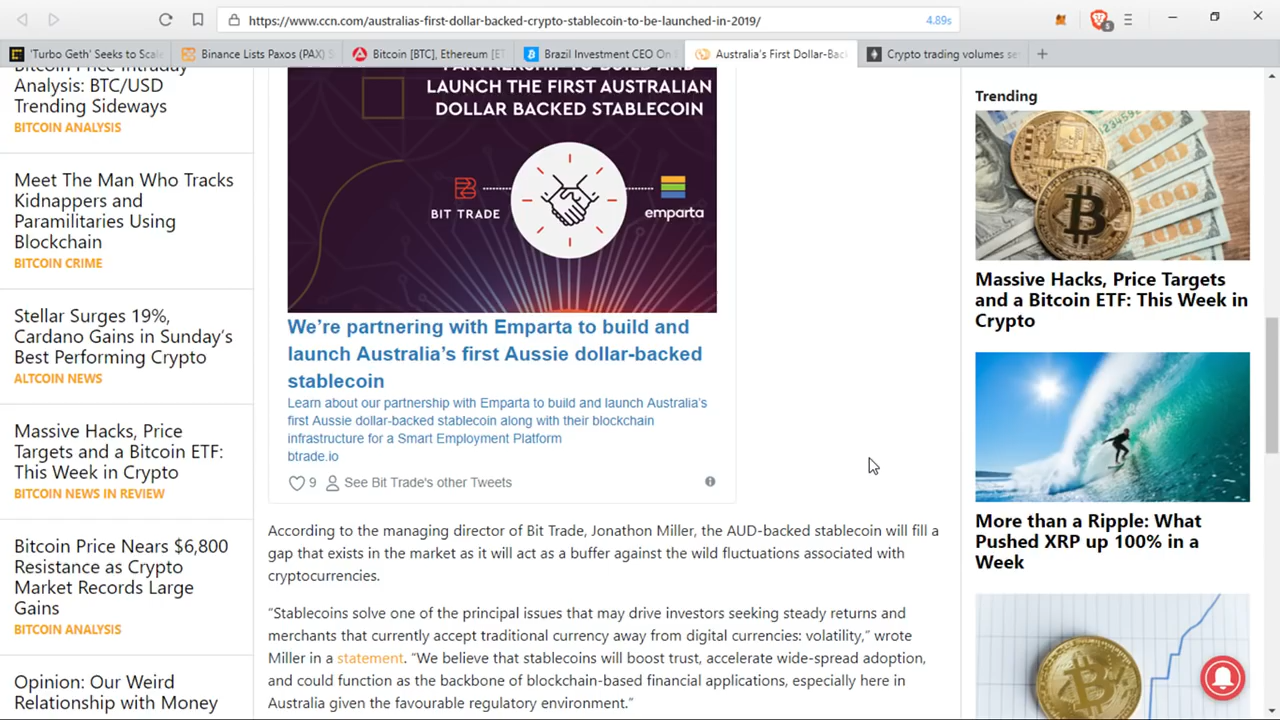 https://www.ccn.com/australias-first-dollar-backed-crypto-stablecoin-to-be-launched-in-2019/
4.89s
5
'Turbo Geth' Seeks to Scale
Binance Lists Paxos (PAX) S
Bitcoin [BTC], Ethereum [ET
Brazil Investment CEO On
Australia's First Dollar-Bac
Crypto trading volumes se
Bitcoin Price Intraday
Analysis: BTC/USD
Trending Sideways
BITCOIN ANALYSIS
Meet The Man Who Tracks
Kidnappers and
Paramilitaries Using
Blockchain
BITCOIN CRIME
Stellar Surges 19%,
Cardano Gains in Sunday's
Best Performing Crypto
ALTCOIN NEWS
Massive Hacks, Price
Targets and a Bitcoin ETF:
This Week in Crypto
BITCOIN NEWS IN REVIEW
Bitcoin Price Nears $6,800
Resistance as Crypto
Market Records Large
Gains
BITCOIN ANALYSIS
Opinion: Our Weird
Relationship with Money
PARTNERSHIP TO BUILD AND
LAUNCH THE FIRST AUSTRALIAN
DOLLAR BACKED STABLECOIN
BIT TRADE
emparta
We're partnering with Emparta to build and
launch Australia's first Aussie dollar-backed
stablecoin
Learn about our partnership with Emparta to build and launch Australia's
first Aussie dollar-backed stablecoin along with their blockchain
infrastructure for a Smart Employment Platform
btrade.io
9 See Bit Trade's other Tweets
According to the managing director of Bit Trade, Jonathon Miller, the AUD-backed stablecoin will fill a
gap that exists in the market as it will act as a buffer against the wild fluctuations associated with
cryptocurrencies.
"Stablecoins solve one of the principal issues that may drive investors seeking steady returns and
merchants that currently accept traditional currency away from digital currencies: volatility," wrote
Miller in a statement. "We believe that stablecoins will boost trust, accelerate wide-spread adoption,
and could function as the backbone of blockchain-based financial applications, especially here in
Australia given the favourable regulatory environment."
Trending
Massive Hacks, Price Targets
and a Bitcoin ETF: This Week in
Crypto
More than a Ripple: What
Pushed XRP up 100% in a
Week